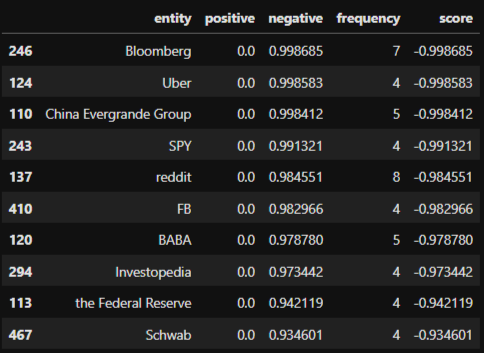 entity positive negative frequency score
246 Bloomberg 0.0 0.998685 7 -0.998685
124 Uber 0.0 0.998583 4 -0.998583
110 China Evergrande Group 0.0 0.998412 5 -0.998412
243 SPY 0.0 0.991321 4 -0.991321
137 reddit 0.0 0.984551 8 -0.984551
410 FB 0.0 0.982966 4 -0.982966
120 BABA 0.0 0.978780 5 -0.978780
294 Investopedia 0.0 0.973442 4 -0.973442
113 the Federal Reserve 0.0 0.942119 4 -0.942119
467 Schwab 0.0 0.934601 4 -0.934601